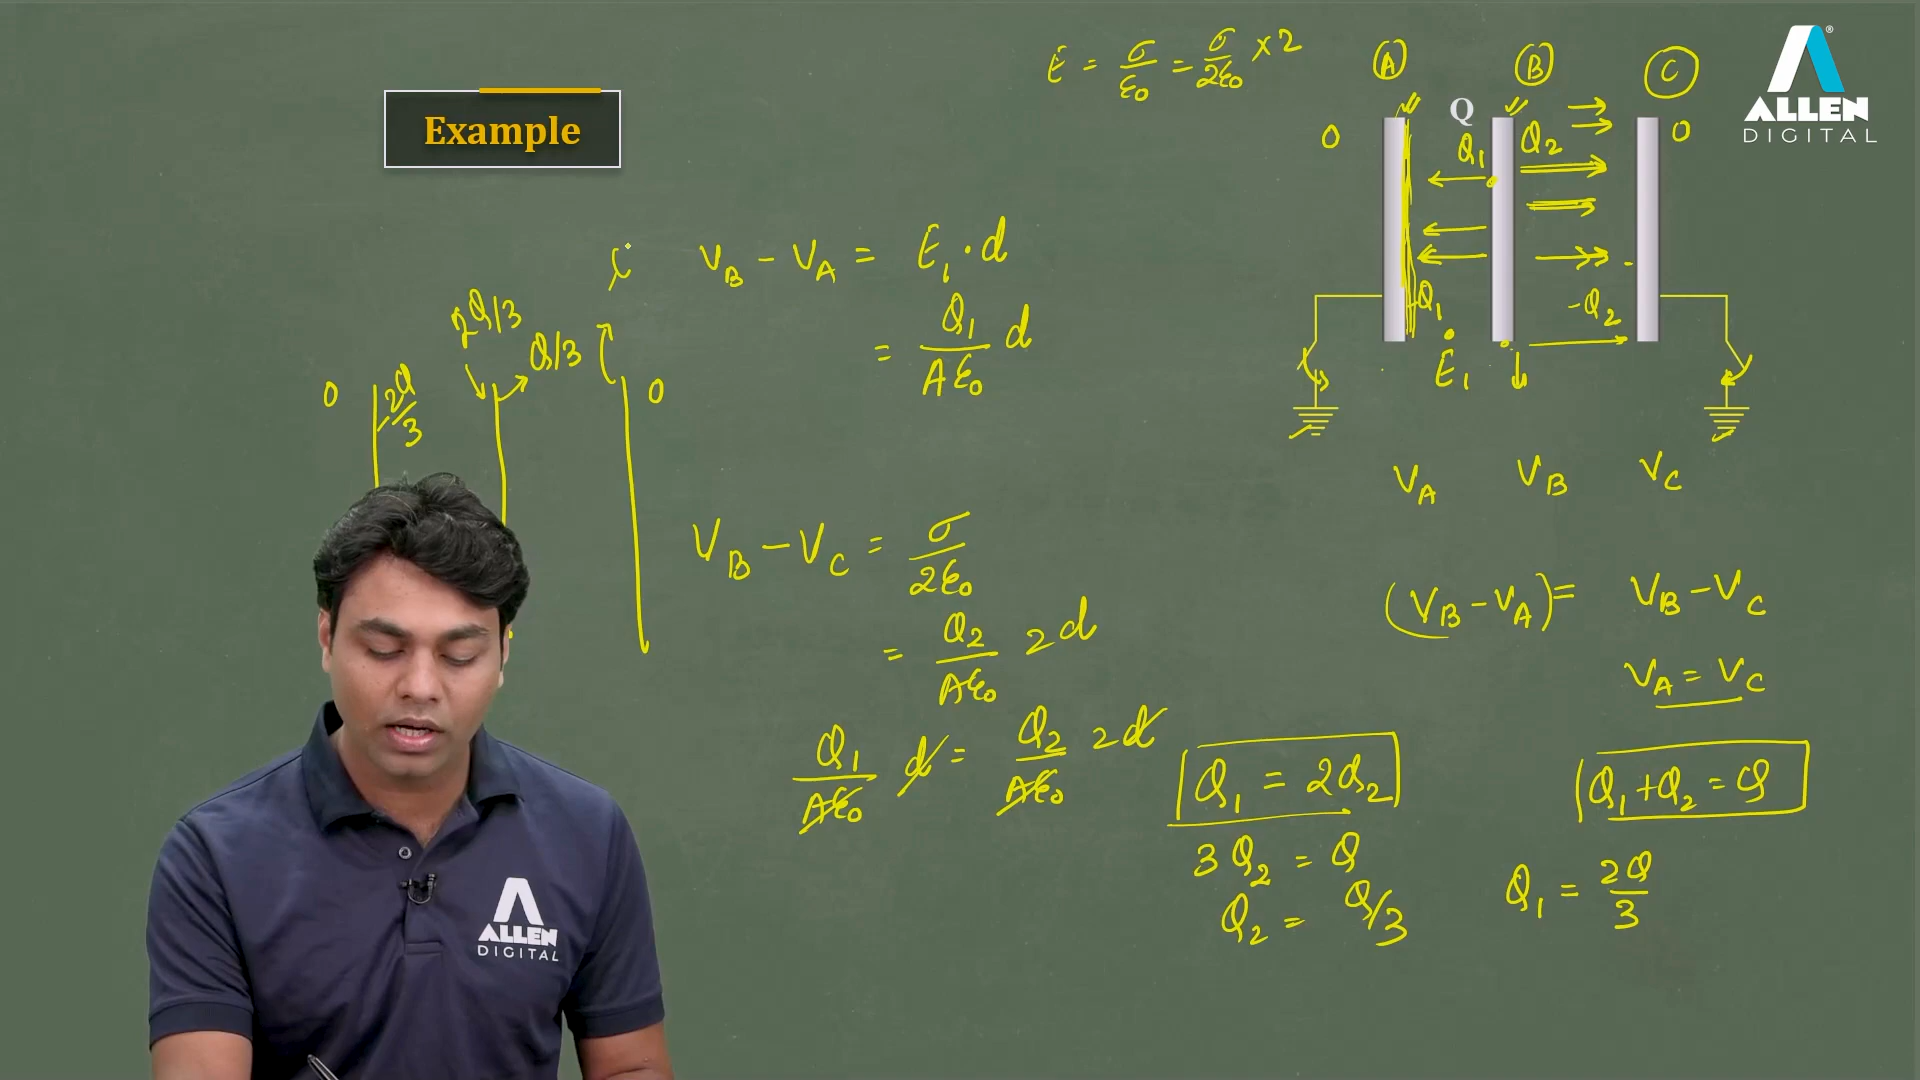 Example
E = σ/ε₀ = σ/2ε₀ × 2
A B C
ALLEN
DIGITAL
0 Q Q₁ Q₂ 0
-Q₁ -Q₂
E₁
V_A V_B V_C
V_B - V_A = E₁ · d
= Q₁/Aε₀ d
2Q/3
Q/3
0 -2Q/3 0
V_B - V_C = σ/2ε₀
= Q₂/Aε₀ 2d
(V_B - V_A) = V_B - V_C
V_A = V_C
Q₁/Aε₀ d = Q₂/Aε₀ 2d
Q₁ = 2Q₂
Q₁ + Q₂ = Q
3Q₂ = Q
Q₂ = Q/3
Q₁ = 2Q/3
ALLEN
DIGITAL